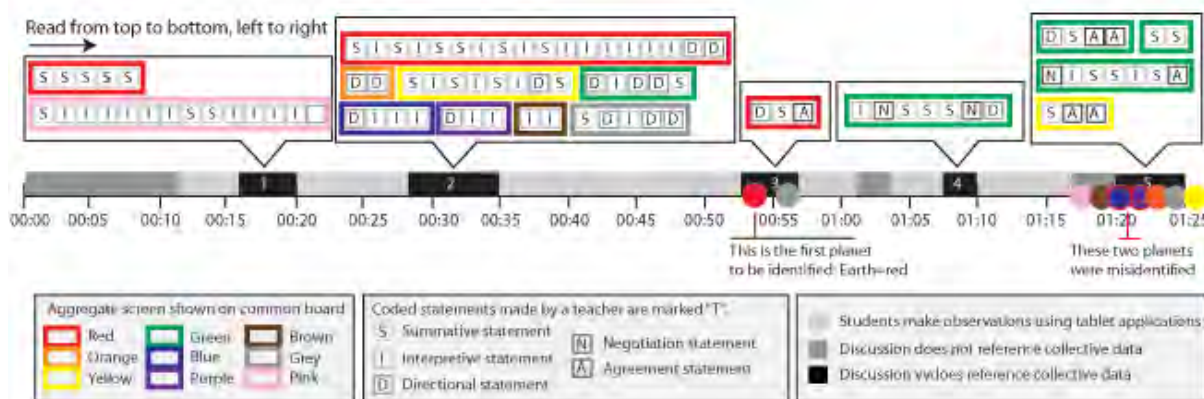 Read from top to bottom, left to right
S S S S S
S I I I I I I S S I I I I
S I S I S S I S I S I I I I I I I I D D
D D S I S I S I D S D I D D S
D I I I D I I I I S D I D D
D S A
I N S S S N D
D S A A S S
N I S S I S A
S A A
1 2 3 4 5
00:00 00:05 00:10 00:15 00:20 00:25 00:30 00:35 00:40 00:45 00:50 00:55 01:00 01:05 01:10 01:15 01:20 01:25
This is the first planet
to be identified: Earth=red
These two planets
were misidentified
Aggregate screen shown on common board
Red Green Brown
Orange Blue Grey
Yellow Purple Pink
Coded statements made by a teacher are marked "T".
S Summative statement
I Interpretive statement
D Directional statement
N Negotiation statement
A Agreement statement
Students make observations using tablet applications
Discussion does not reference collective data
Discussion vvdoes reference collective data